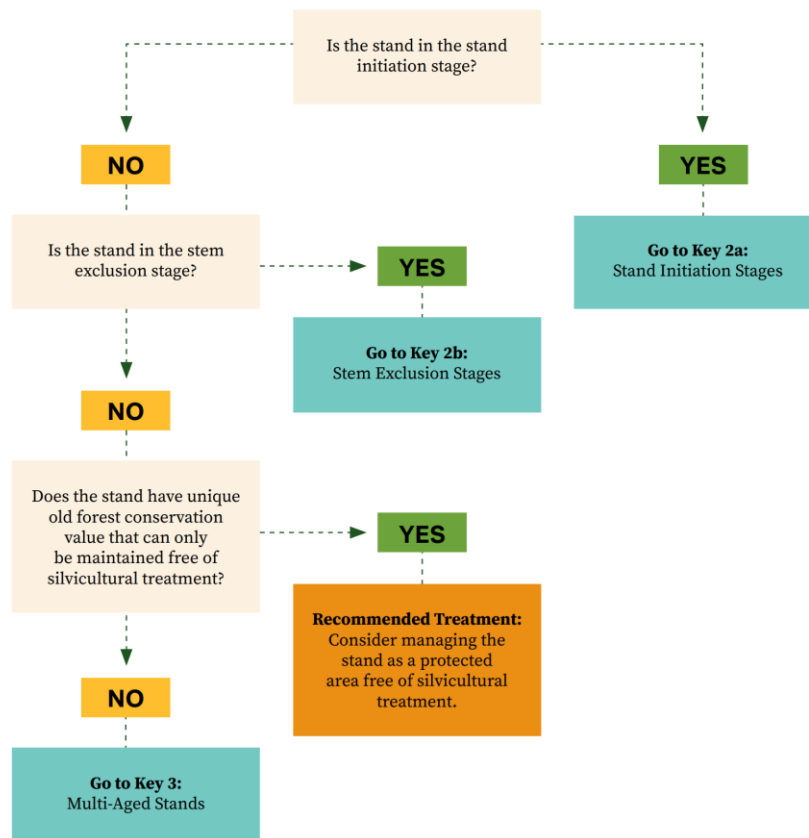 Is the stand in the stand
initiation stage?
NO
YES
Is the stand in the stem
exclusion stage?
YES
Go to Key 2a:
Stand Initiation Stages
Go to Key 2b:
Stem Exclusion Stages
NO
Does the stand have unique
old forest conservation
value that can only
be maintained free of
silvicultural treatment?
YES
Recommended Treatment:
Consider managing the
stand as a protected
area free of silvicultural
treatment.
NO
Go to Key 3:
Multi-Aged Stands